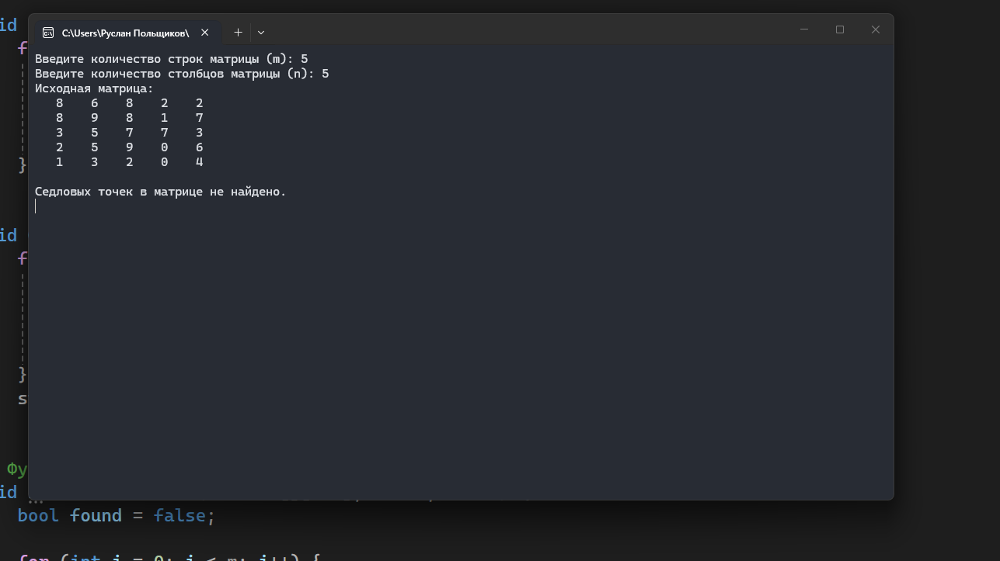 C:\Users\Руслан Польщиков\
id
f
Введите количество строк матрицы (m): 5
Введите количество столбцов матрицы (n): 5
Исходная матрица:
8 6 8 2 2
8 9 8 1 7
3 5 7 7 3
2 5 9 0 6
1 3 2 0 4
}
Седловых точек в матрице не найдено.
id
f
}
s
Фу
id
bool found = false;
for (int i = 0; i < m; i++) {